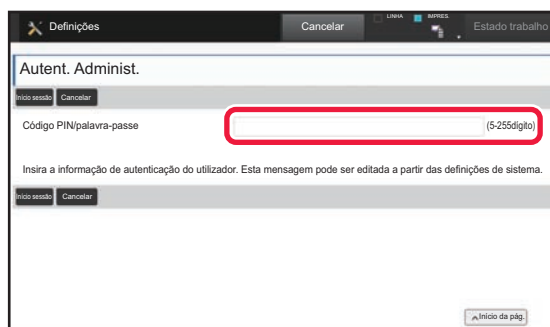 Definições
Cancelar
LINHA
IMPRES.
Estado trabalho
Autent. Administ.
Início sessão Cancelar
Código PIN/palavra-passe (5-255dígito)
Insira a informação de autenticação do utilizador. Esta mensagem pode ser editada a partir das definições de sistema.
Início sessão Cancelar
Início da pág.